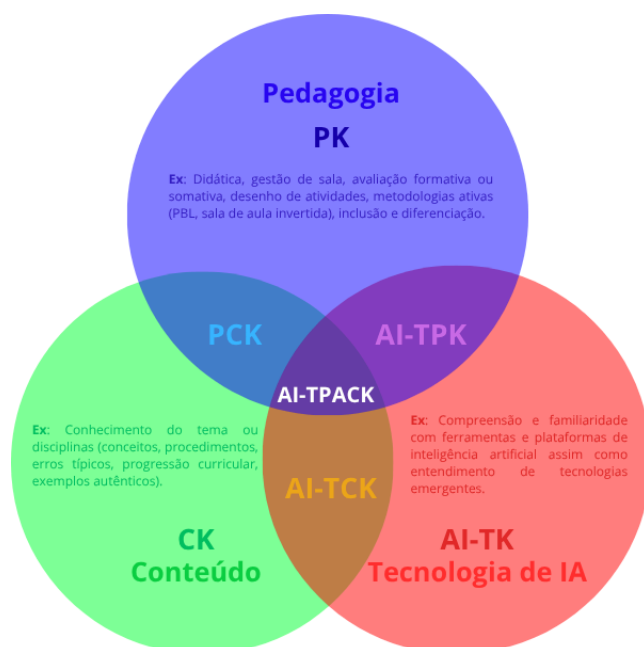 Pedagogia
PK
Ex: Didática, gestão de sala, avaliação formativa ou
somativa, desenho de atividades, metodologias ativas
(PBL, sala de aula invertida), inclusão e diferenciação.
PCK
AI-TPK
AI-TPACK
Ex: Conhecimento do tema ou
disciplinas (conceitos, procedimentos,
erros típicos, progressão curricular,
exemplos autênticos).
Ex: Compreensão e familiaridade
com ferramentas e plataformas de
inteligência artificial assim como
entendimento de tecnologias
emergentes.
AI-TCK
CK
Conteúdo
AI-TK
Tecnologia de IA